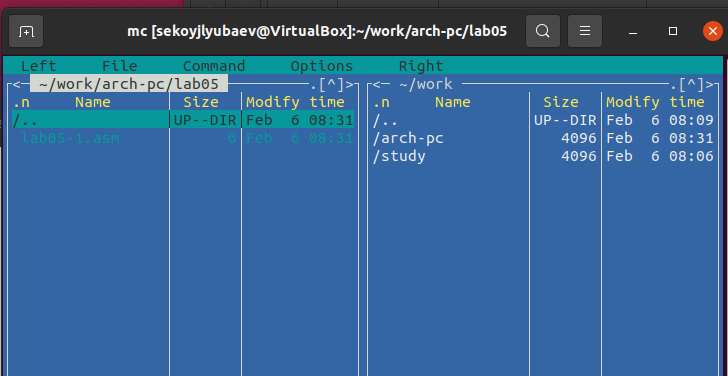 mc [sekoyjlyubaev@VirtualBox]:~/work/arch-pc/lab05
Left File Command Options Right
<─ ~/work/arch-pc/lab05 ─.[^]>
.n Name Size Modify time
/.. UP--DIR Feb 6 08:31
lab05-1.asm 0 Feb 6 08:31
<─ ~/work ─.[^]>
.n Name Size Modify time
/.. UP--DIR Feb 6 08:09
/arch-pc 4096 Feb 6 08:31
/study 4096 Feb 6 08:06